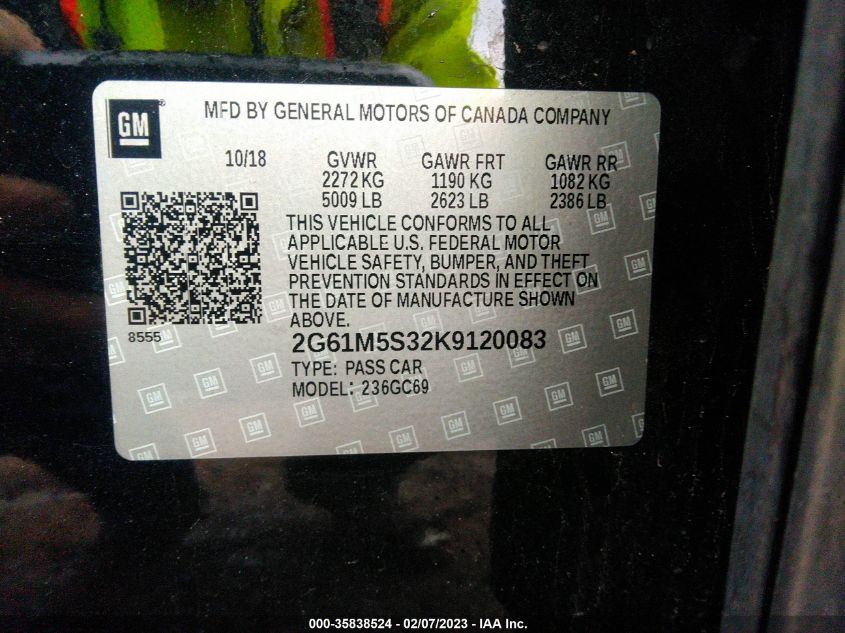 GM
MFD BY GENERAL MOTORS OF CANADA COMPANY
10/18 GVWR GAWR FRT GAWR RR
2272 KG 1190 KG 1082 KG
5009 LB 2623 LB 2386 LB
THIS VEHICLE CONFORMS TO ALL
APPLICABLE U.S. FEDERAL MOTOR
VEHICLE SAFETY, BUMPER, AND THEFT
PREVENTION STANDARDS IN EFFECT ON
THE DATE OF MANUFACTURE SHOWN
ABOVE.
8555
2G61M5S32K9120083
TYPE: PASS CAR
MODEL: 236GC69
000-35838524 — 02/07/2023 — IAA Inc.